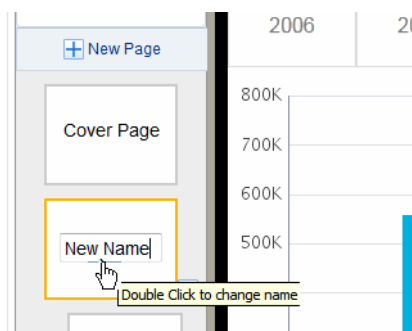 2006
New Page
800K
Cover Page
700K
600K
New Name
500K
Double Click to change name